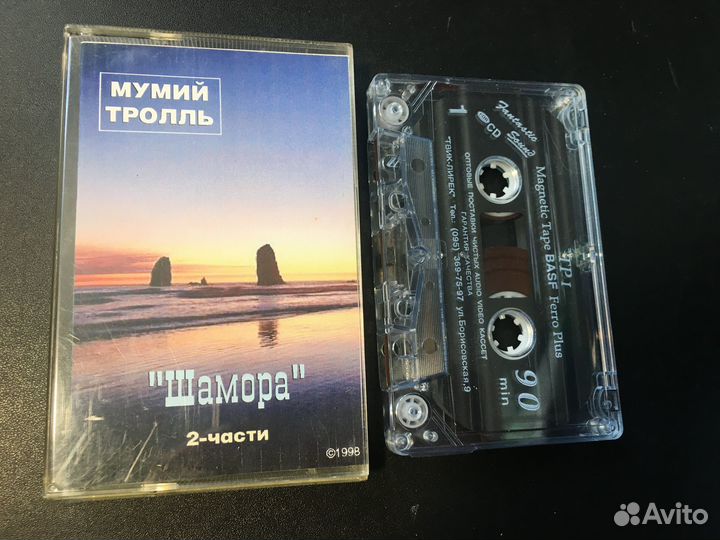 МУМИЙ
ТРОЛЛЬ
"Шамора"
2-части
©1998
1
CD
Fantastic
Sound
"ТВИК-ЛИРЕК" Тел.: (095) 369-75-97 ул.Борисовская,9
ГАРАНТИЯ КАЧЕСТВА
ОПТОВЫЕ ПОСТАВКИ ЧИСТЫХ AUDIO VIDEO КАССЕТ
Magnetic Tape BASF Ferro Plus
TP I
90
min
Avito